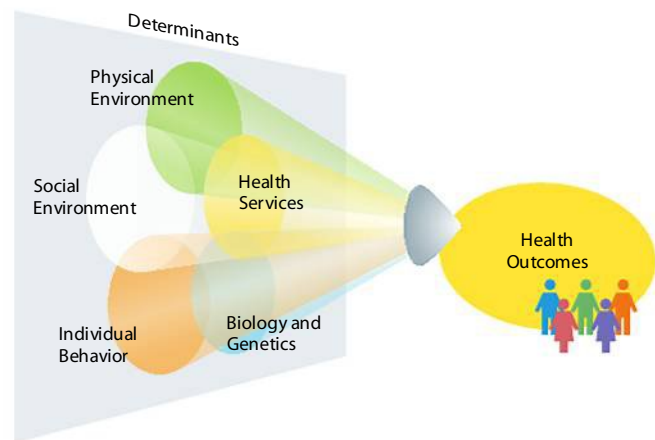 Determinants
Physical
Environment
Social
Environment
Health
Services
Individual
Behavior
Biology and
Genetics
Health
Outcomes